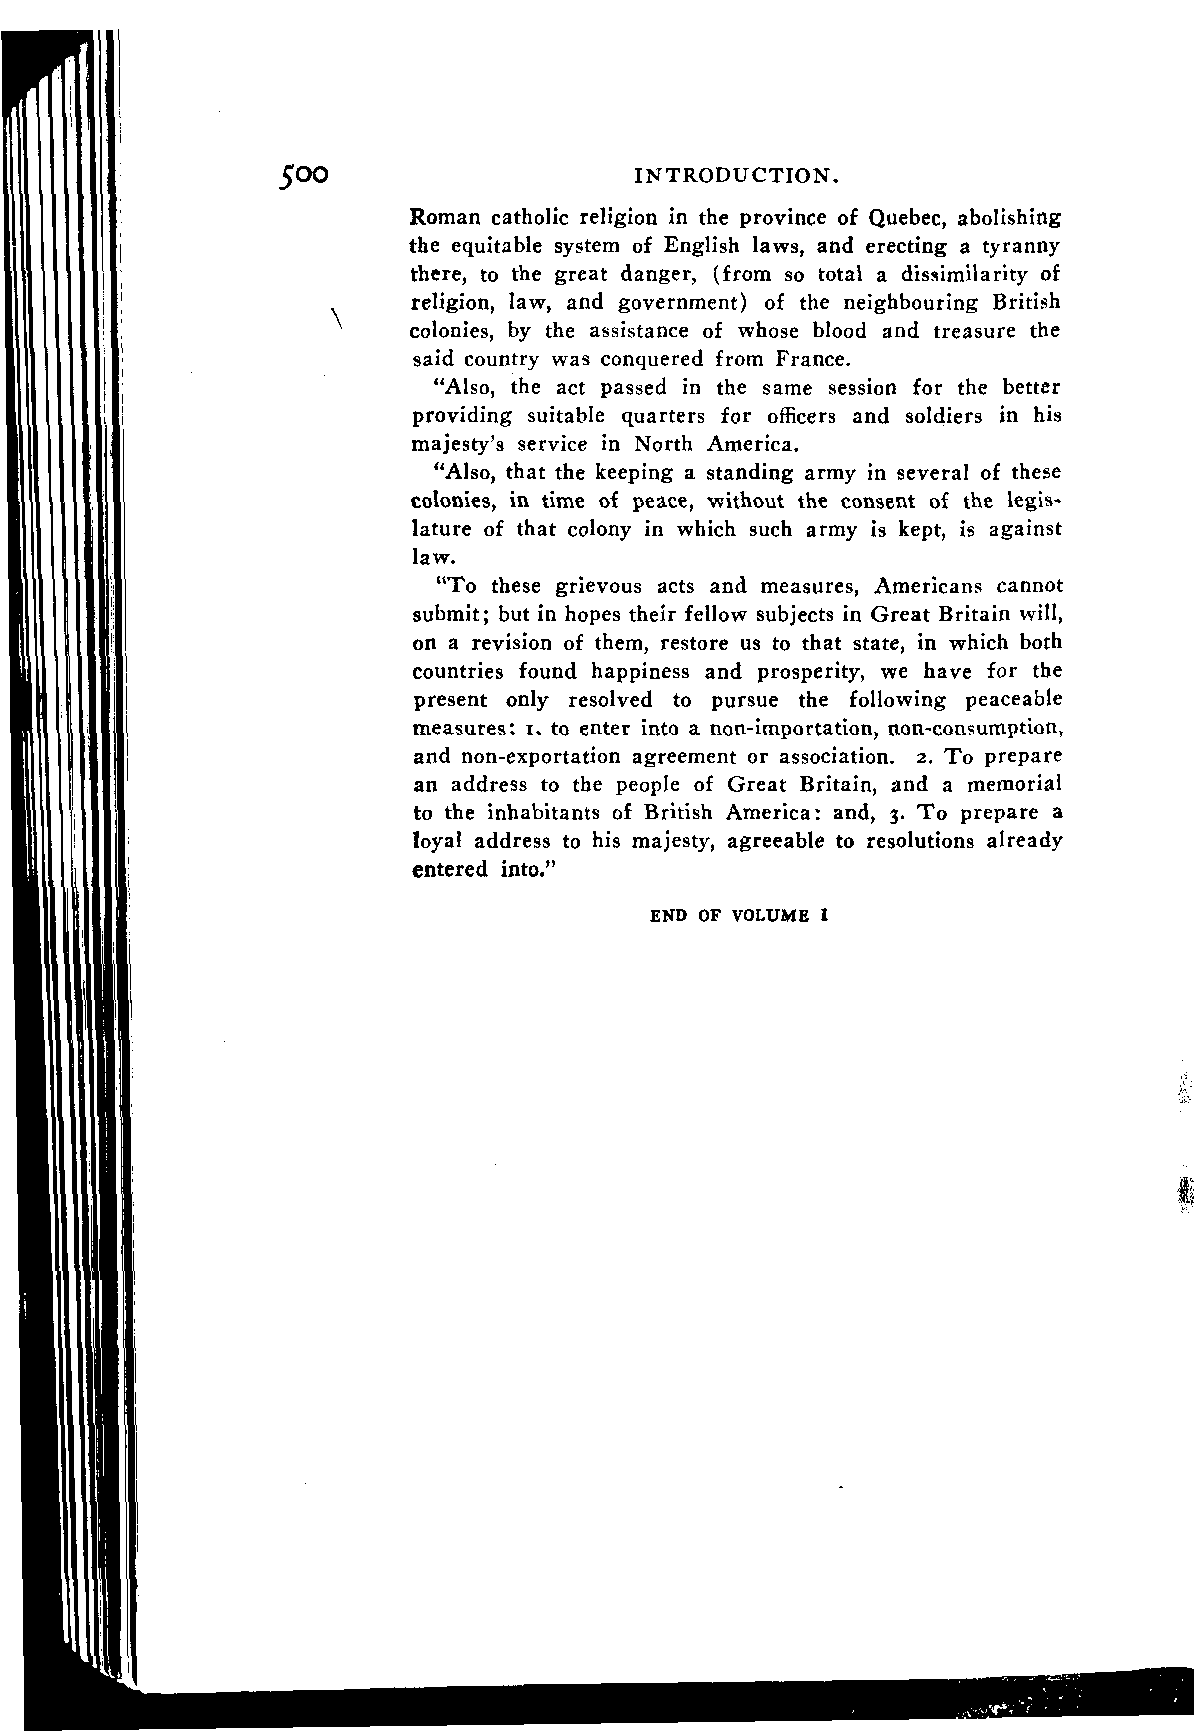 500 INTRODUCTION.
Roman catholic religion in the province of Quebec, abolishing
the equitable system of English laws, and erecting a tyranny
there, to the great danger, (from so total a dissimilarity of
religion, law, and government) of the neighbouring British
colonies, by the assistance of whose blood and treasure the
said country was conquered from France.
“Also, the act passed in the same session for the better
providing suitable quarters for officers and soldiers in his
majesty's service in North America.
“Also, that the keeping a standing army in several of these
colonies, in time of peace, without the consent of the legis-
lature of that colony in which such army is kept, is against
law.
“To these grievous acts and measures, Americans cannot
submit; but in hopes their fellow subjects in Great Britain will,
on a revision of them, restore us to that state, in which both
countries found happiness and prosperity, we have for the
present only resolved to pursue the following peaceable
measures: 1. to enter into a non-importation, non-consumption,
and non-exportation agreement or association. 2. To prepare
an address to the people of Great Britain, and a memorial
to the inhabitants of British America: and, 3. To prepare a
loyal address to his majesty, agreeable to resolutions already
entered into.”
END OF VOLUME I